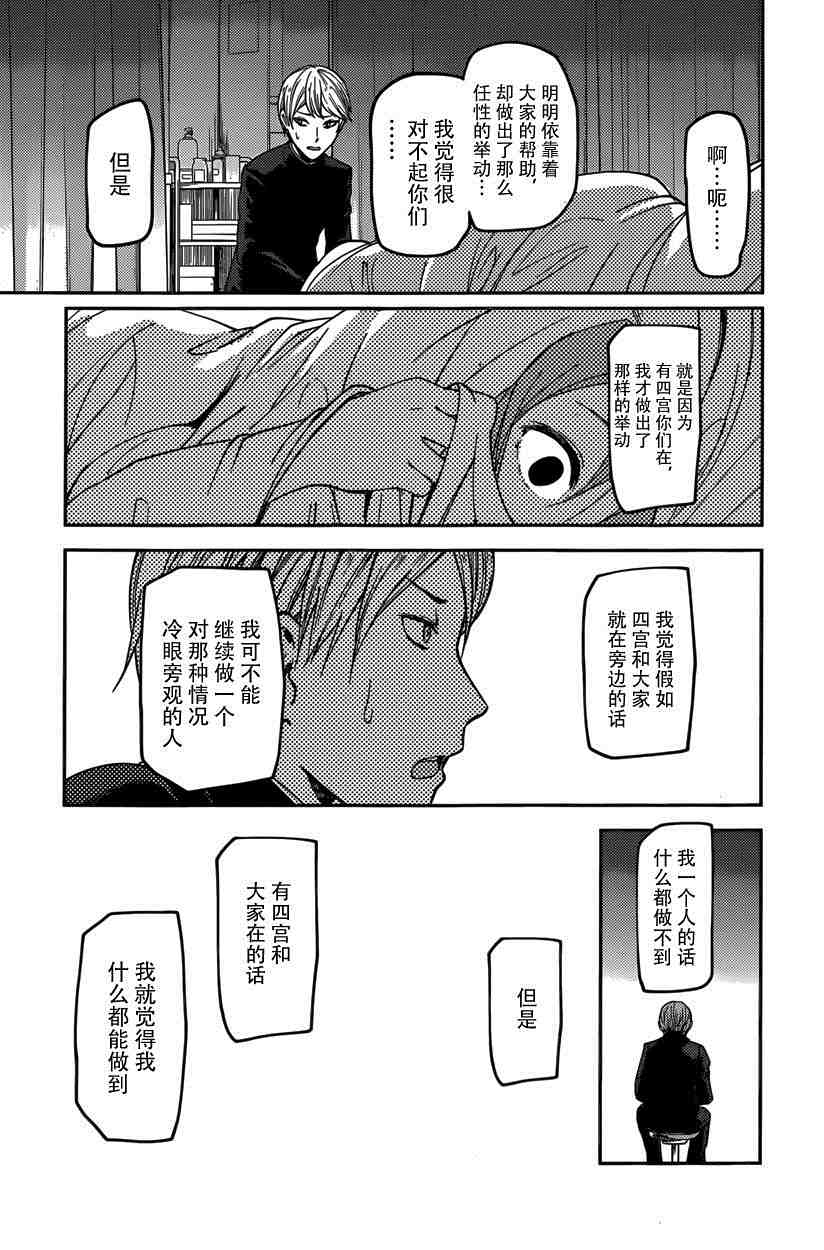 啊…呃……
明明依靠着
大家的帮助,
却做出了那么
任性的举动…
我觉得很
对不起你们
……
但是
就是因为
有四宫你们在,
我才做出了
那样的举动
我觉得假如
四宫和大家
就在旁边的话
我可不能
继续做一个
对那种情况
冷眼旁观的人
我一个人的话
什么都做不到
但是
有四宫和
大家在的话
我就觉得我
什么都能做到